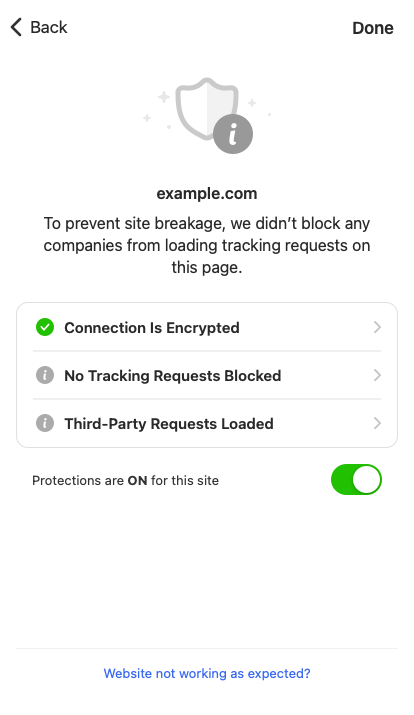 Back
Done
example.com
To prevent site breakage, we didn’t block any
companies from loading tracking requests on
this page.
Connection Is Encrypted
No Tracking Requests Blocked
Third-Party Requests Loaded
Protections are ON for this site
Website not working as expected?